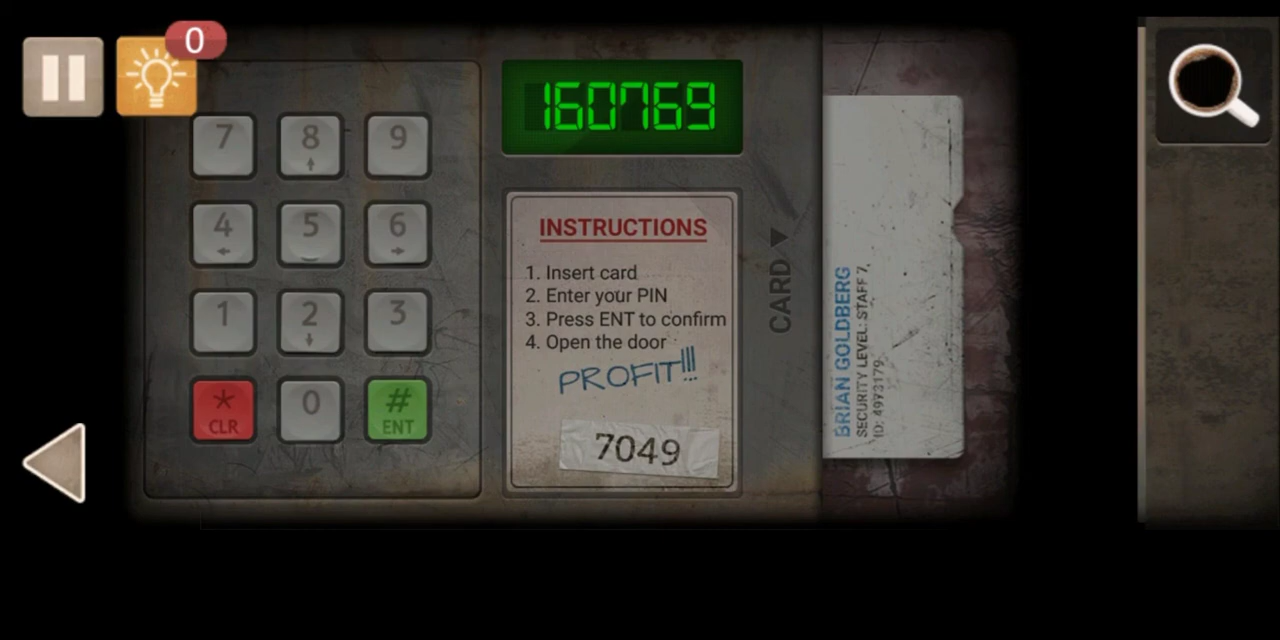 0
7 8 9
4 5 6
1 2 3
* 0 #
CLR ENT
160769
INSTRUCTIONS
1. Insert card
2. Enter your PIN
3. Press ENT to confirm
4. Open the door
PROFIT!!!
7049
CARD
BRIAN GOLDBERG
SECURITY LEVEL: STAFF 7,
ID: 4973179